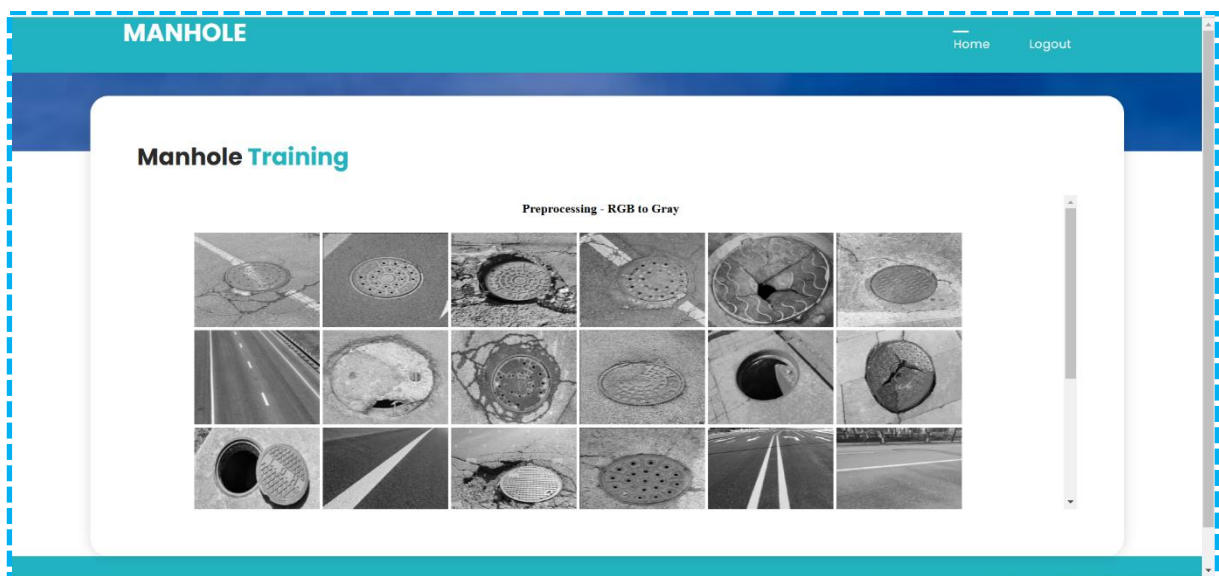 MANHOLE
Home Logout
Manhole Training
Preprocessing - RGB to Gray